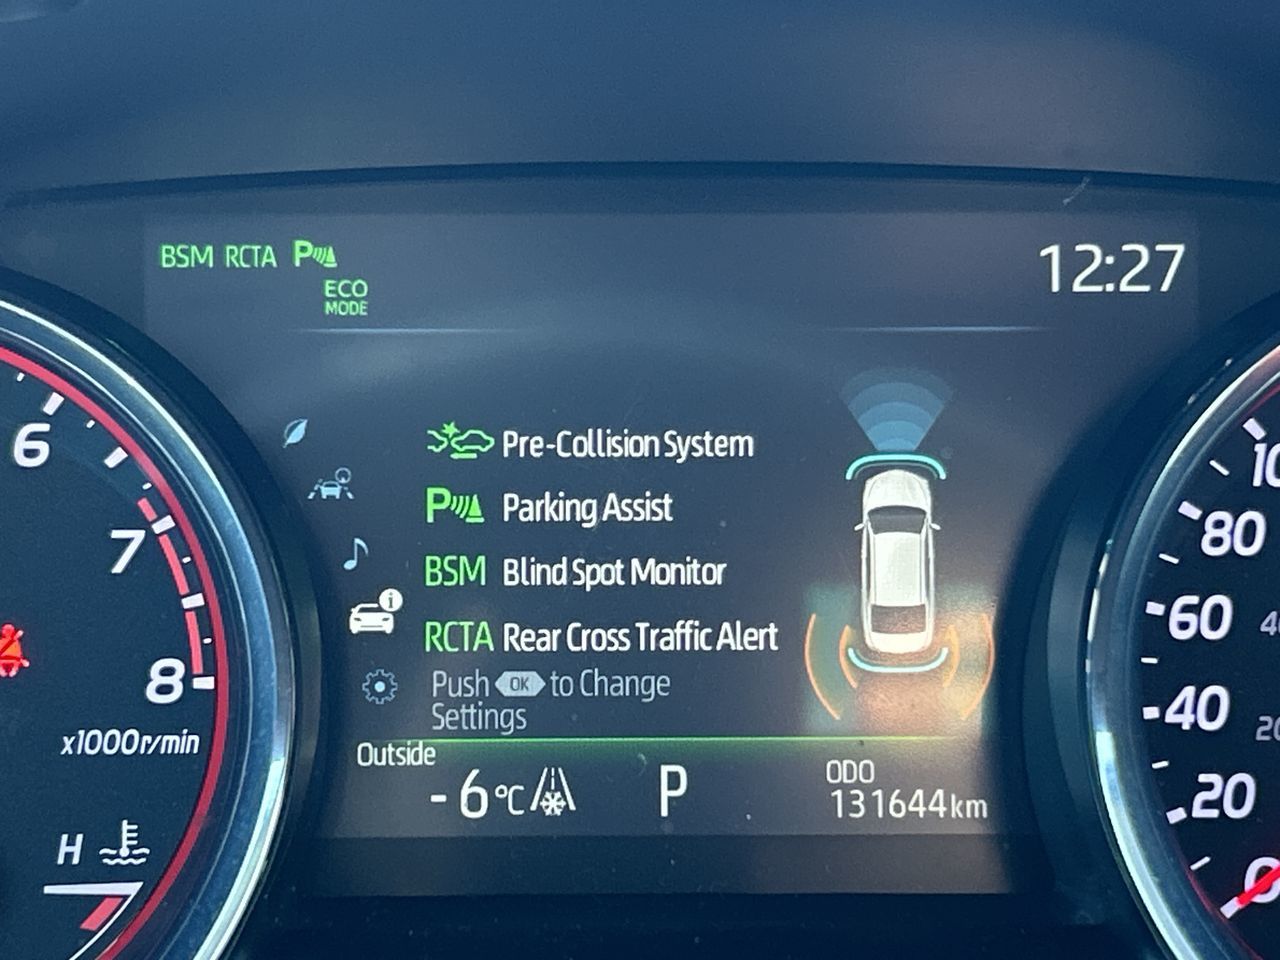 BSM RCTA P
ECO
MODE
12:27
6
7
8
x1000r/min
H
Pre-Collision System
P Parking Assist
BSM Blind Spot Monitor
RCTA Rear Cross Traffic Alert
Push OK to Change
Settings
Outside
-6°C
P
ODO
131644km
80
60
40
20
0